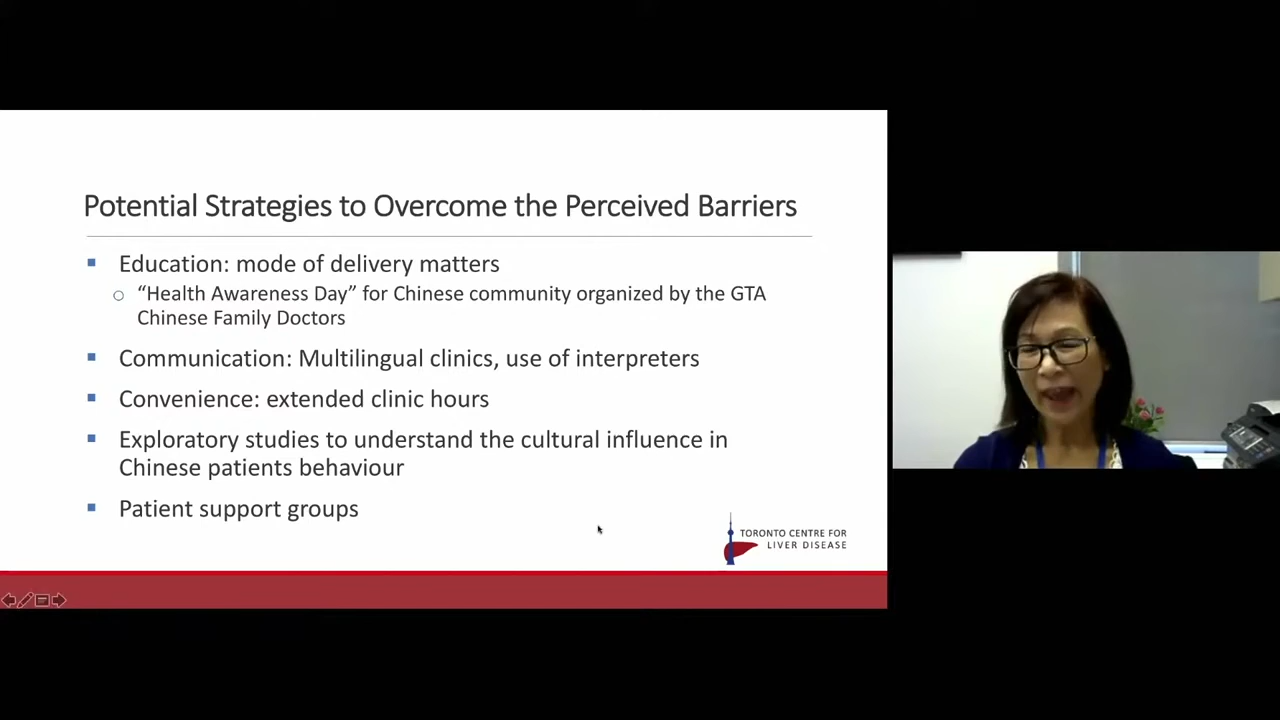 Potential Strategies to Overcome the Perceived Barriers
Education: mode of delivery matters
“Health Awareness Day” for Chinese community organized by the GTA
Chinese Family Doctors
Communication: Multilingual clinics, use of interpreters
Convenience: extended clinic hours
Exploratory studies to understand the cultural influence in
Chinese patients behaviour
Patient support groups
TORONTO CENTRE FOR
LIVER DISEASE